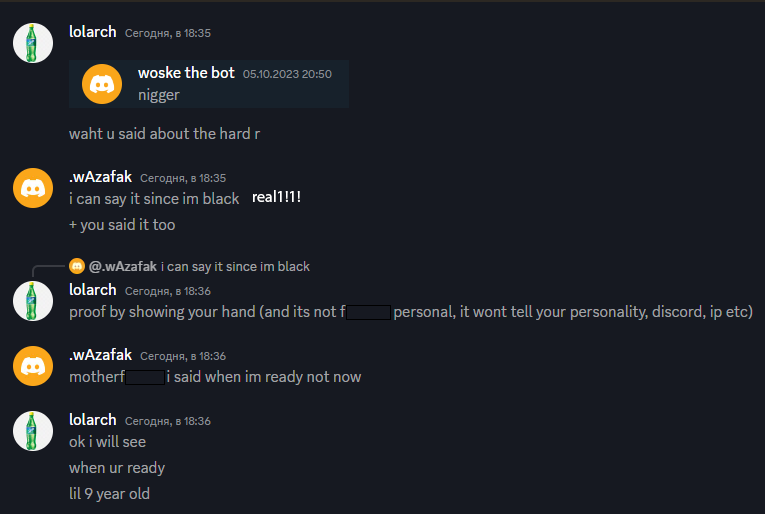 lolarch Сегодня, в 18:35
woske the bot 05.10.2023 20:50
nigger
waht u said about the hard r
.wAzafak Сегодня, в 18:35
i can say it since im black real1!1!
+ you said it too
@.wAzafak i can say it since im black
lolarch Сегодня, в 18:36
proof by showing your hand (and its not f personal, it wont tell your personality, discord, ip etc)
.wAzafak Сегодня, в 18:36
motherf i said when im ready not now
lolarch Сегодня, в 18:36
ok i will see
when ur ready
lil 9 year old